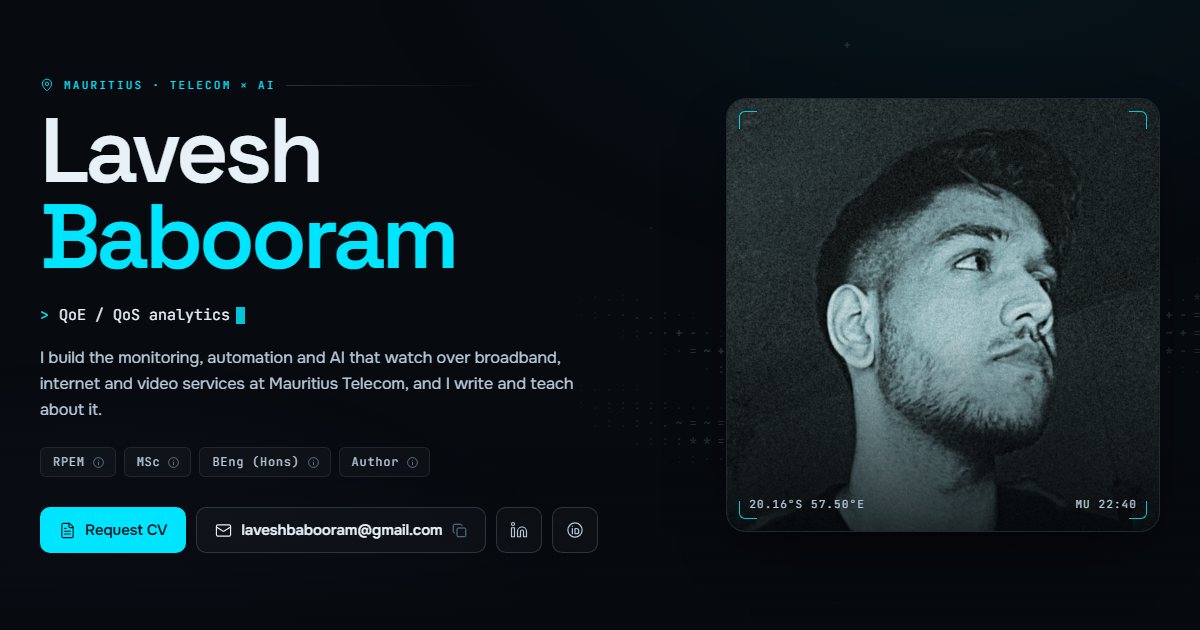 MAURITIUS · TELECOM × AI
Lavesh
Babooram
> QoE / QoS analytics
I build the monitoring, automation and AI that watch over broadband,
internet and video services at Mauritius Telecom, and I write and teach
about it.
RPEM
MSc
BEng (Hons)
Author
Request CV
laveshbabooram@gmail.com
in
iD
20.16°S 57.50°E
MU 22:40